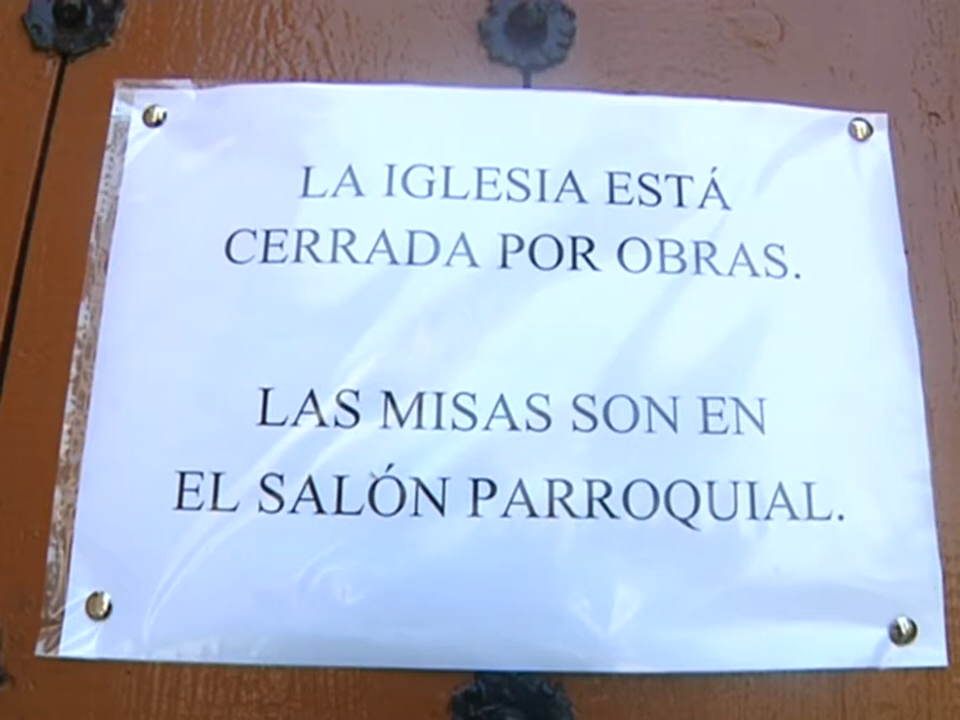 LA IGLESIA ESTÁ
CERRADA POR OBRAS.
LAS MISAS SON EN
EL SALÓN PARROQUIAL.